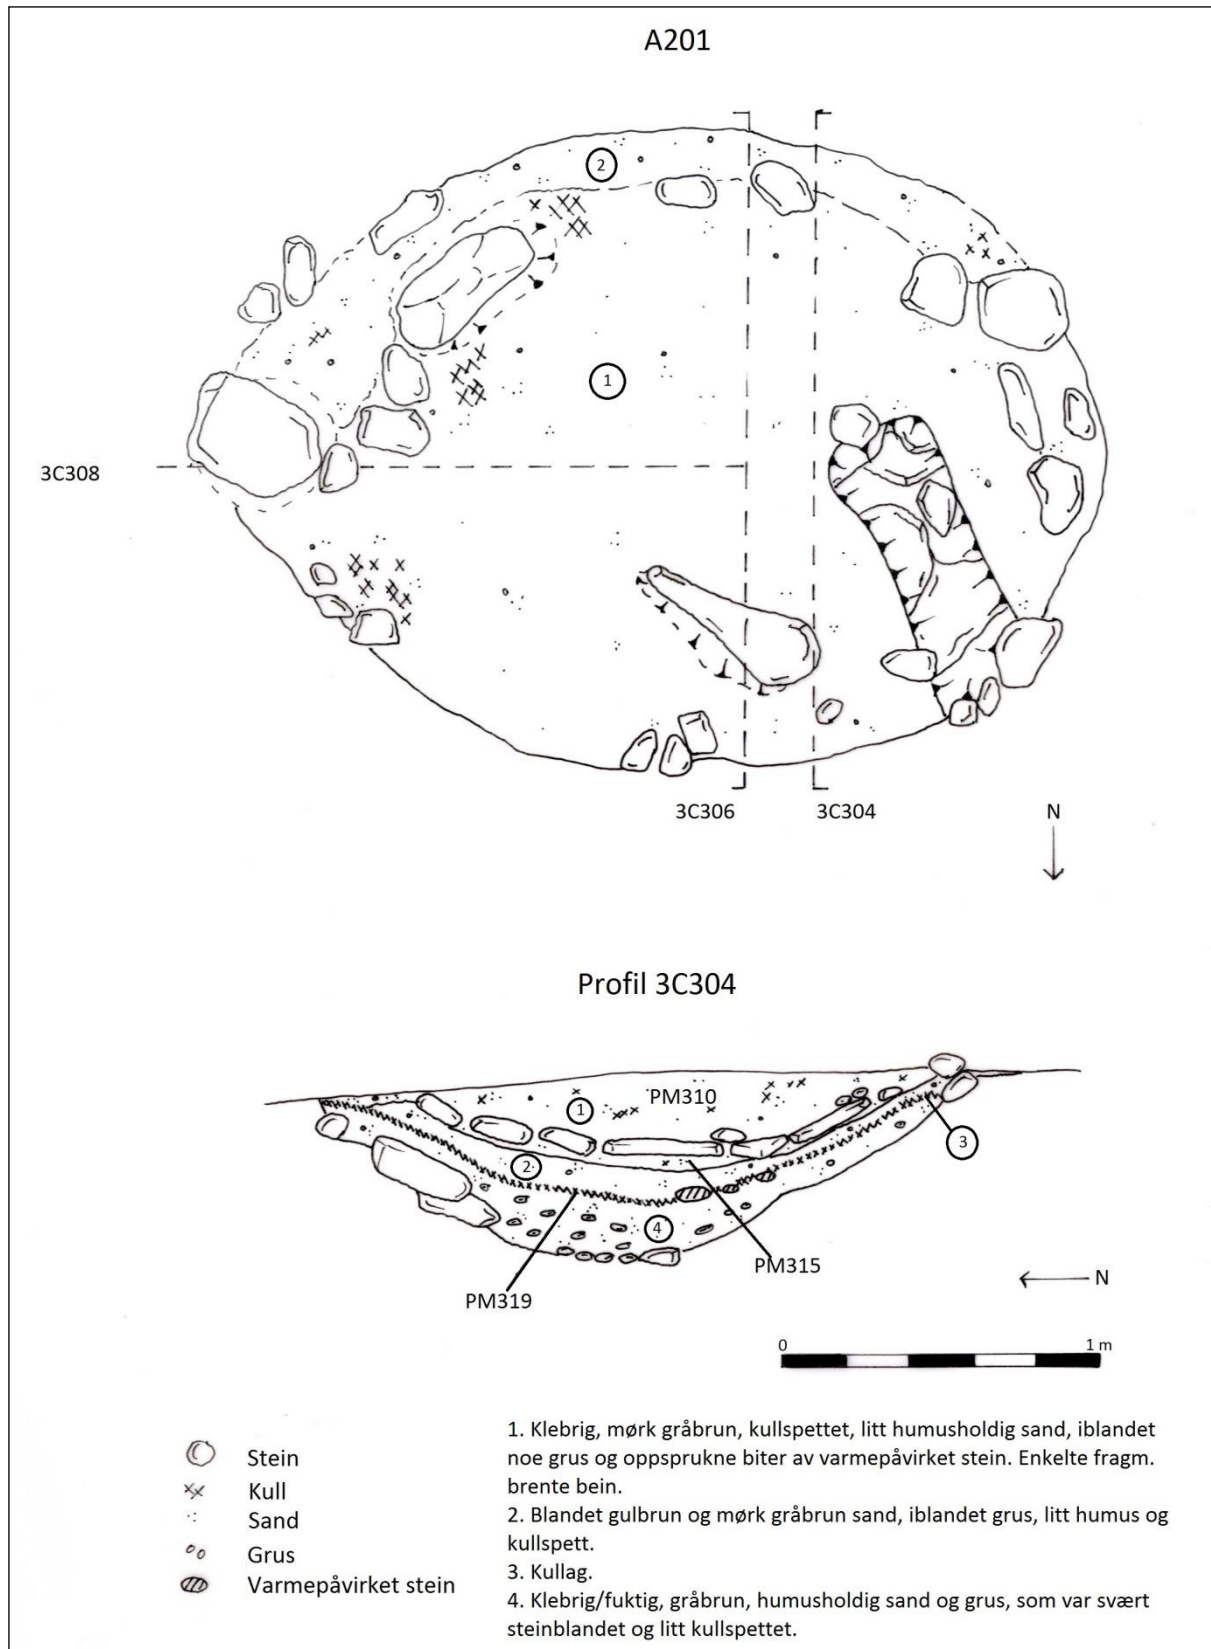 A201
2
1
3C308
3C306
3C304
N
Profil 3C304
PM310
1
3
2
4
PM315
PM319
N
0
1 m
Stein
Kull
Sand
Grus
Varmepåvirket stein
1. Klebrig, mørk gråbrun, kullspettet, litt humusholdig sand, iblandet
noe grus og oppsprukne biter av varmepåvirket stein. Enkelte fragm.
brente bein.
2. Blandet gulbrun og mørk gråbrun sand, iblandet grus, litt humus og
kullspett.
3. Kullag.
4. Klebrig/fuktig, gråbrun, humusholdig sand og grus, som var svært
steinblandet og litt kullspettet.